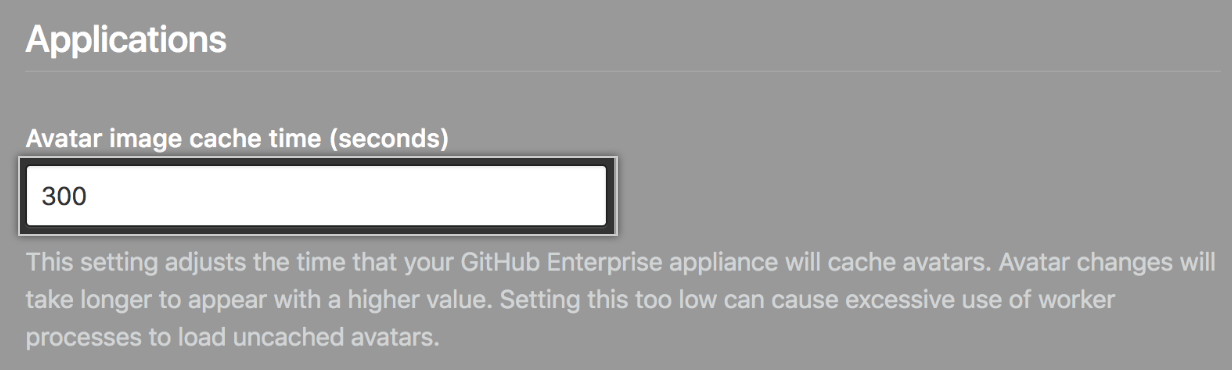 Applications
Avatar image cache time (seconds)
300
This setting adjusts the time that your GitHub Enterprise appliance will cache avatars. Avatar changes will
take longer to appear with a higher value. Setting this too low can cause excessive use of worker
processes to load uncached avatars.